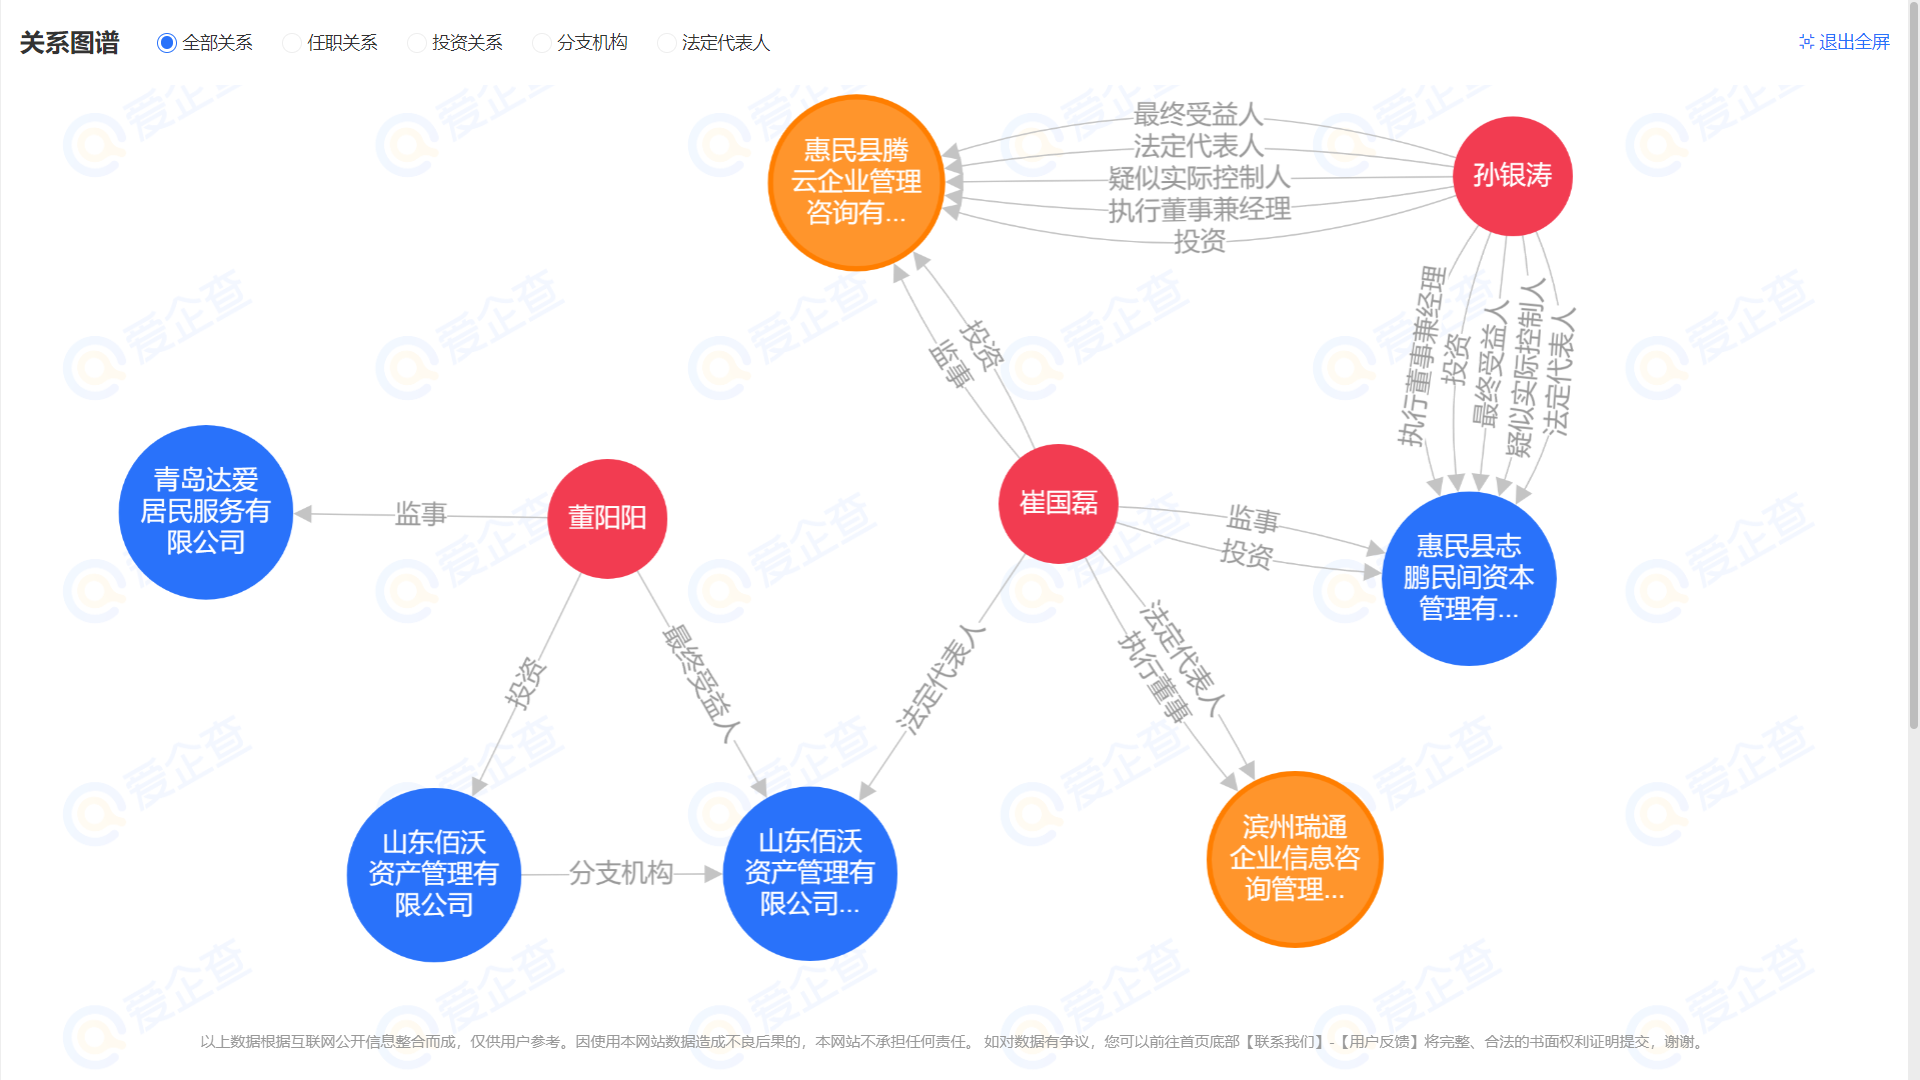 关系图谱
全部关系
任职关系
投资关系
分支机构
法定代表人
退出全屏
惠民县腾
云企业管理
咨询有...
最终受益人
法定代表人
疑似实际控制人
执行董事兼经理
投资
孙银涛
投资
监事
执行董事兼经理
投资
最终受益人
疑似实际控制人
法定代表人
青岛达爱
居民服务有
限公司
监事
董阳阳
崔国磊
监事
投资
惠民县志
鹏民间资本
管理有...
投资
最终受益人
法定代表人
法定代表人
执行董事
山东佰沃
资产管理有
限公司
分支机构
山东佰沃
资产管理有
限公司...
滨州瑞通
企业信息咨
询管理...
以上数据根据互联网公开信息整合而成，仅供用户参考。因使用本网站数据造成不良后果的，本网站不承担任何责任。 如对数据有争议，您可以前往首页底部【联系我们】-【用户反馈】将完整、合法的书面权利证明提交，谢谢。
爱企查